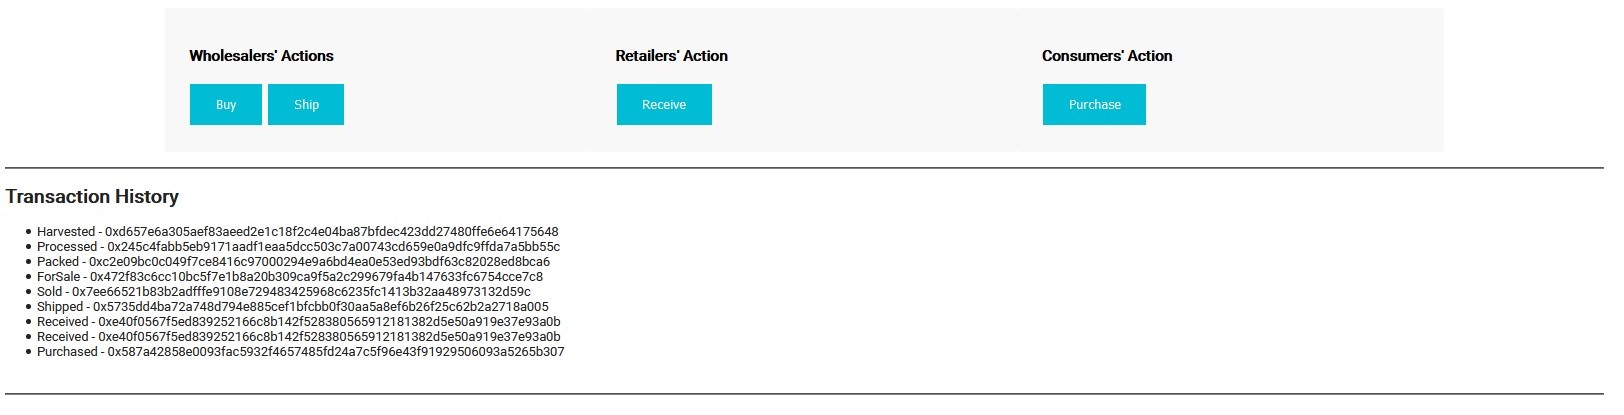 Wholesalers' Actions
Retailers' Action
Consumers' Action
Buy
Ship
Receive
Purchase
Transaction History
Harvested - 0xd657e6a305aef83aeed2e1c18f2c4e04ba87bfdec423dd27480ffe6e64175648
Processed - 0x245c4fabb5eb9171aadf1eaa5dcc503c7a00743cd659e0a9dfc9ffda7a5bb55c
Packed - 0xc2e09bc0c049f7ce8416c97000294e9a6bd4ea0e53ed93bdf63c82028ed8bca6
ForSale - 0x472f83c6cc10bc5f7e1b8a20b309ca9f5a2c299679fa4b147633fc6754cce7c8
Sold - 0x7ee66521b83b2adfffe9108e729483425968c6235fc1413b32aa48973132d59c
Shipped - 0x5735dd4ba72a748d794e885cef1bfcbb0f30aa5a8ef6b26f25c62b2a2718a005
Received - 0xe40f0567f5ed839252166c8b142f528380565912181382d5e50a919e37e93a0b
Received - 0xe40f0567f5ed839252166c8b142f528380565912181382d5e50a919e37e93a0b
Purchased - 0x587a42858e0093fac5932f4657485fd24a7c5f96e43f91929506093a5265b307